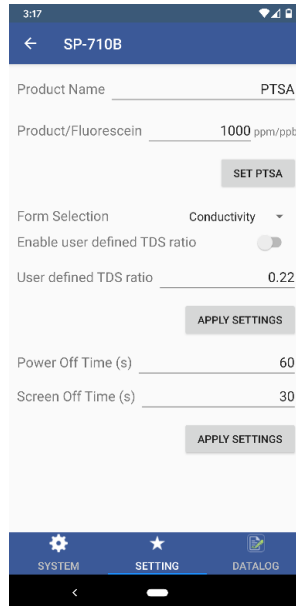 3:17
SP-710B
Product Name PTSA
Product/Fluorescein 1000 ppm/ppb
SET PTSA
Form Selection Conductivity
Enable user defined TDS ratio
User defined TDS ratio 0.22
APPLY SETTINGS
Power Off Time (s) 60
Screen Off Time (s) 30
APPLY SETTINGS
SYSTEM SETTING DATALOG